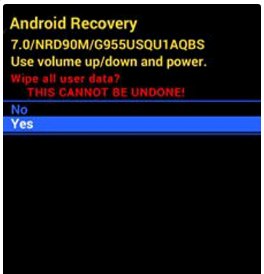 Android Recovery
7.0/NRD90M/G955USQU1AQBS
Use volume up/down and power.
Wipe all user data?
THIS CANNOT BE UNDONE!
No
Yes